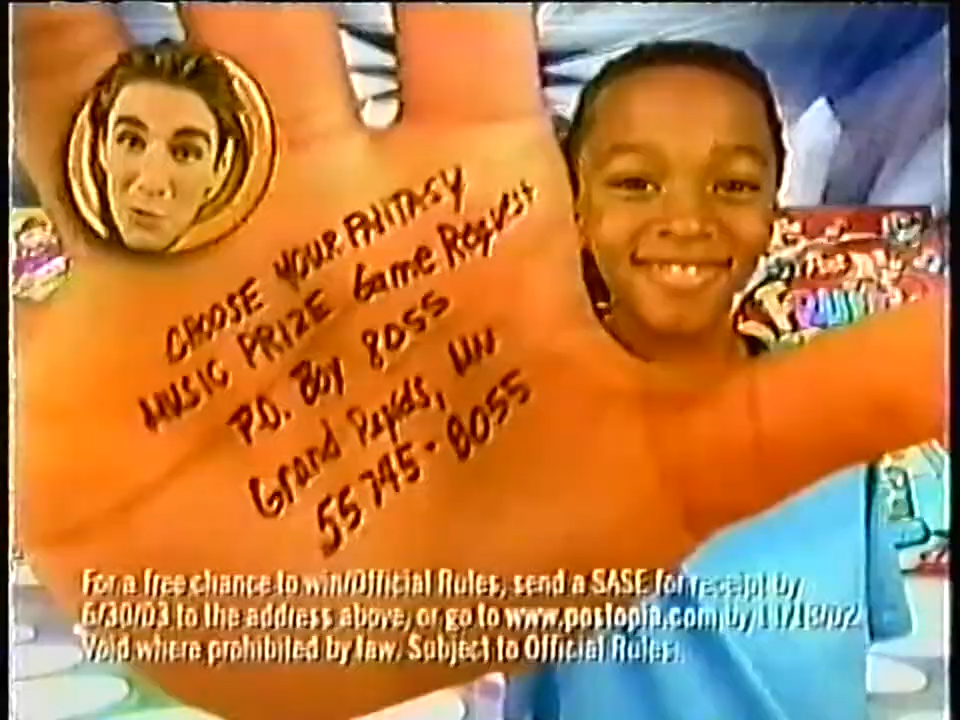 CHOOSE YOUR FANTASY
MUSIC PRIZE Game Request
P.O. Box 8055
Grand Rapids, MN
55745-8055
For a free chance to win/Official Rules, send a SASE for receipt by
6/30/03 to the address above, or go to www.postopia.com by 11/18/02.
Void where prohibited by law. Subject to Official Rules.